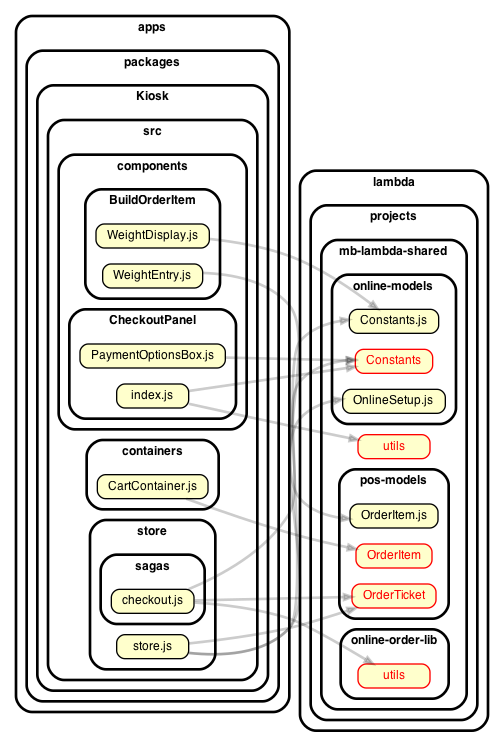 apps
packages
Kiosk
src
components
BuildOrderItem
WeightDisplay.js
WeightEntry.js
CheckoutPanel
PaymentOptionsBox.js
index.js
containers
CartContainer.js
store
sagas
checkout.js
store.js
lambda
projects
mb-lambda-shared
online-models
Constants.js
Constants
OnlineSetup.js
utils
pos-models
OrderItem.js
OrderItem
OrderTicket
online-order-lib
utils